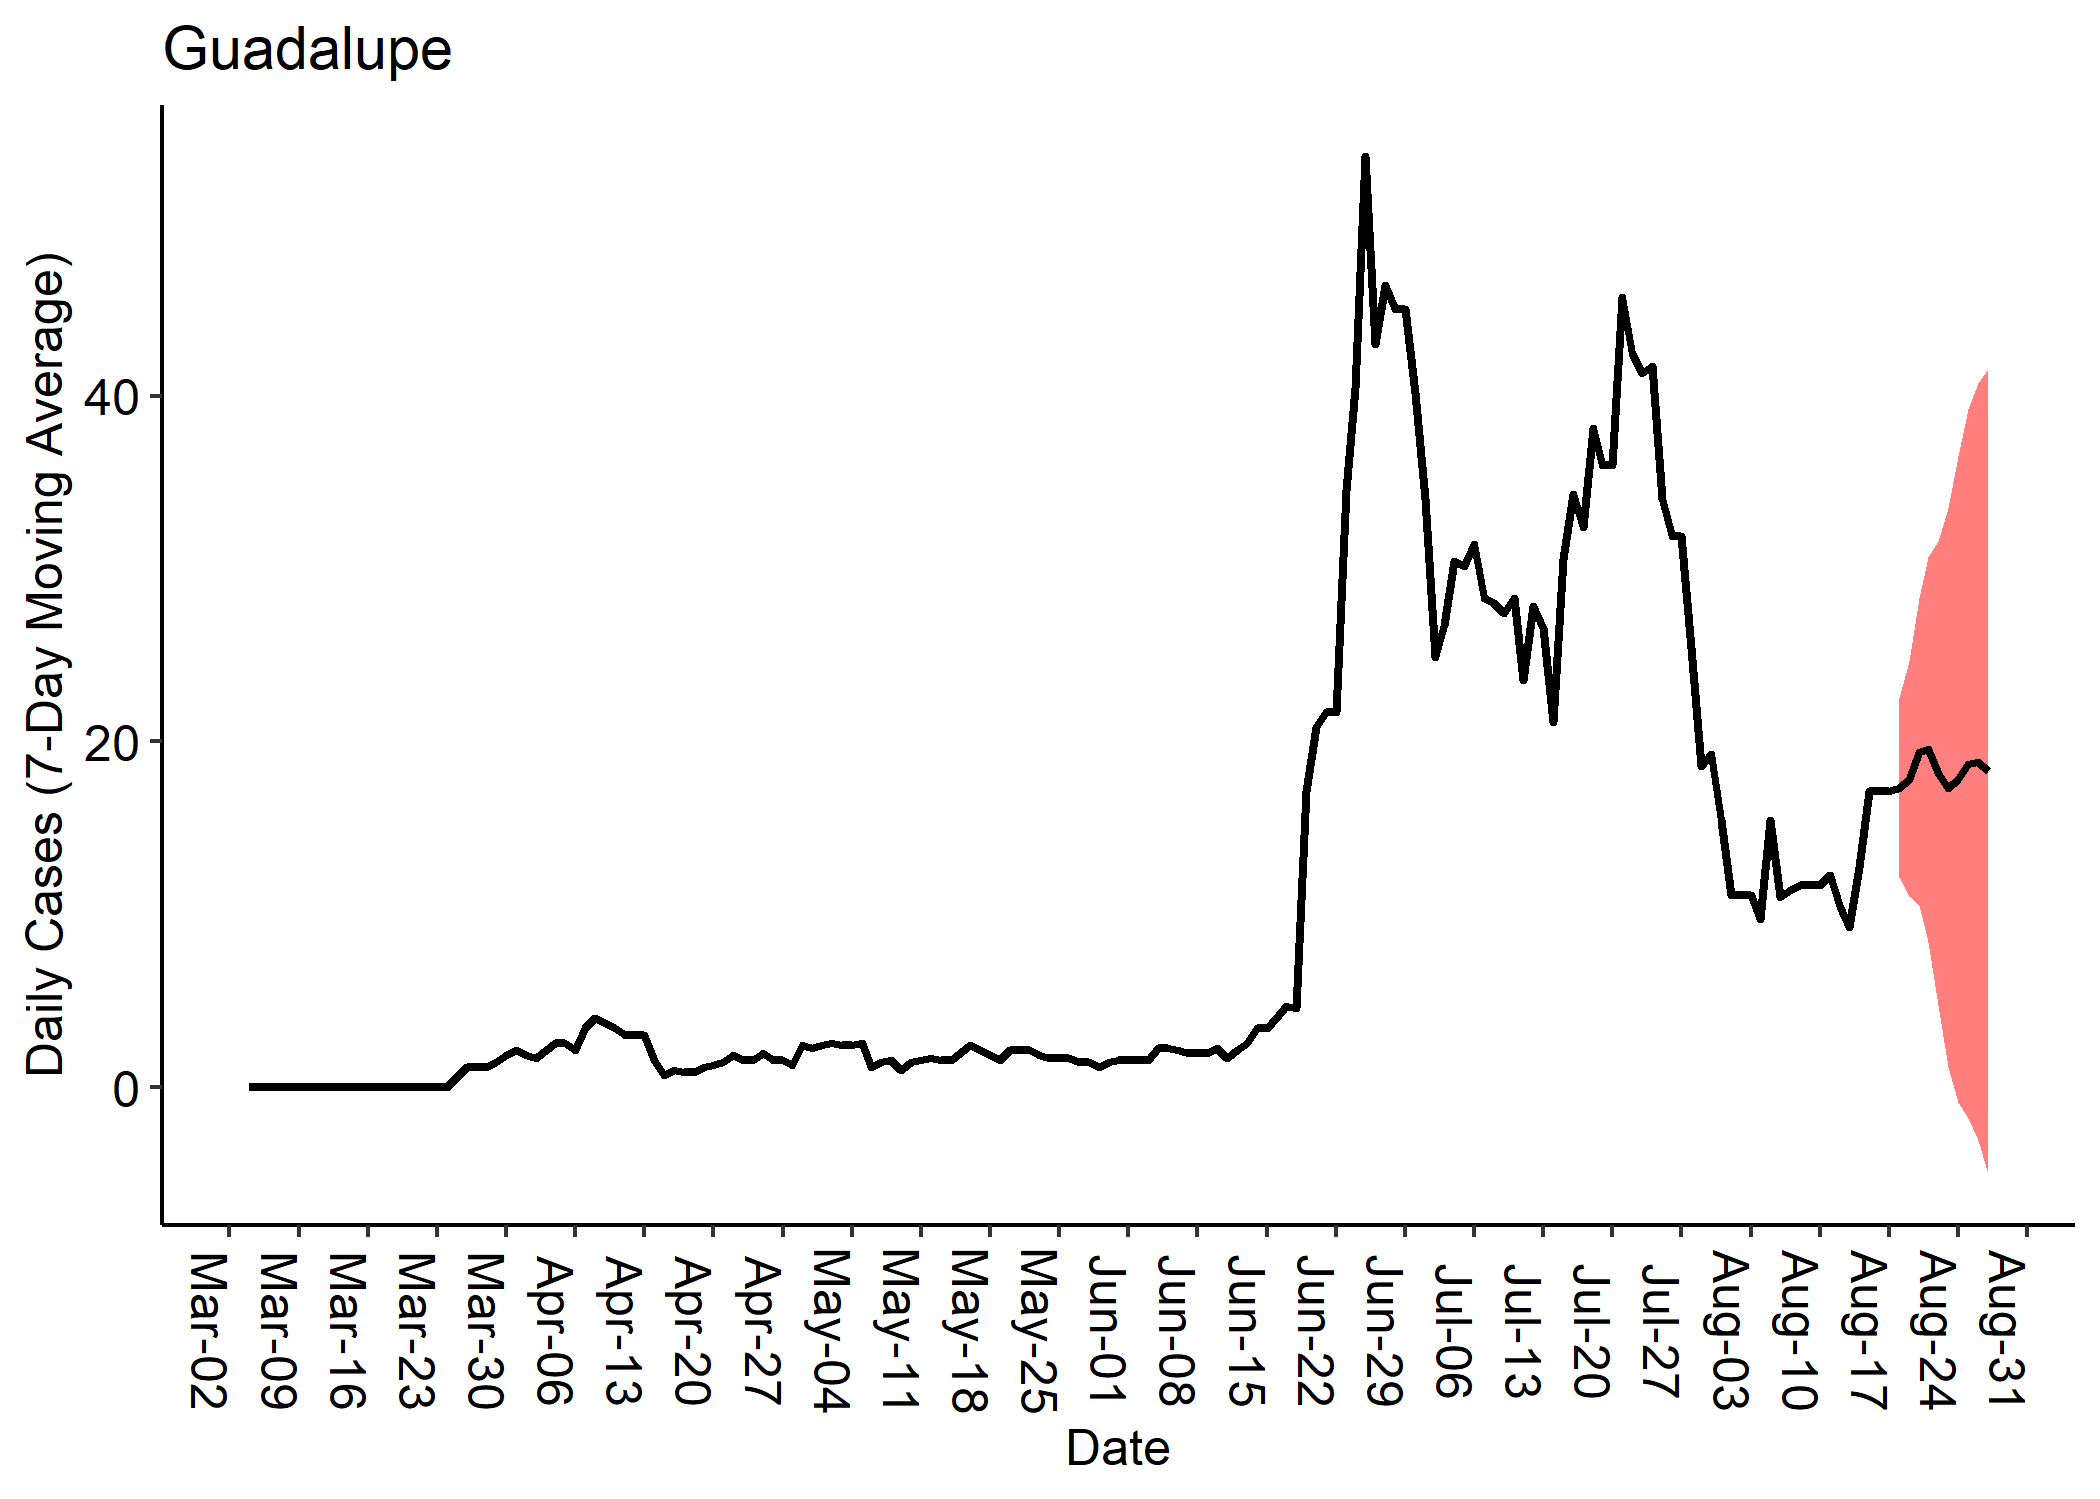 Guadalupe
Daily Cases (7-Day Moving Average)
40
20
0
Mar-02
Mar-09
Mar-16
Mar-23
Mar-30
Apr-06
Apr-13
Apr-20
Apr-27
May-04
May-11
May-18
May-25
Jun-01
Jun-08
Jun-15
Jun-22
Jun-29
Jul-06
Jul-13
Jul-20
Jul-27
Aug-03
Aug-10
Aug-17
Aug-24
Aug-31
Date